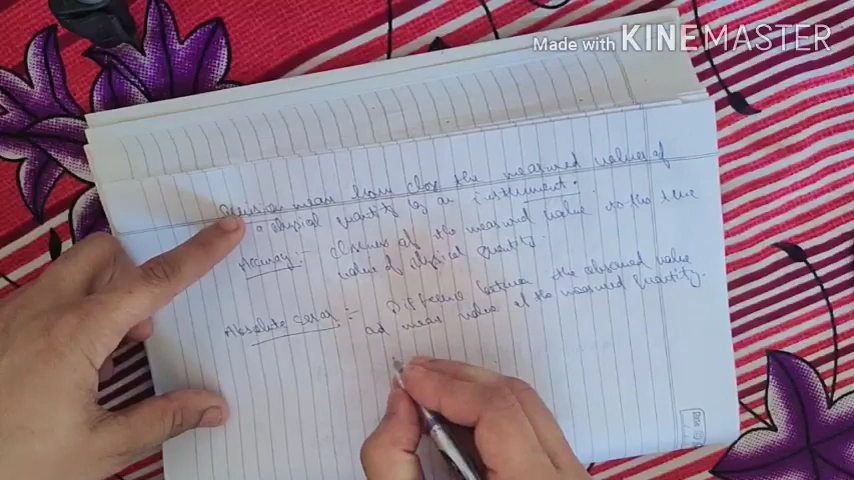 Made with KINEMASTER
Precision mean how close the measured values of
a physical quantity by an instrument.
Accuracy:- closeness of the measured value to the true
value of physical quantity.
Absolute error :- Difference between the observed value
and mean value of the measured quantity.